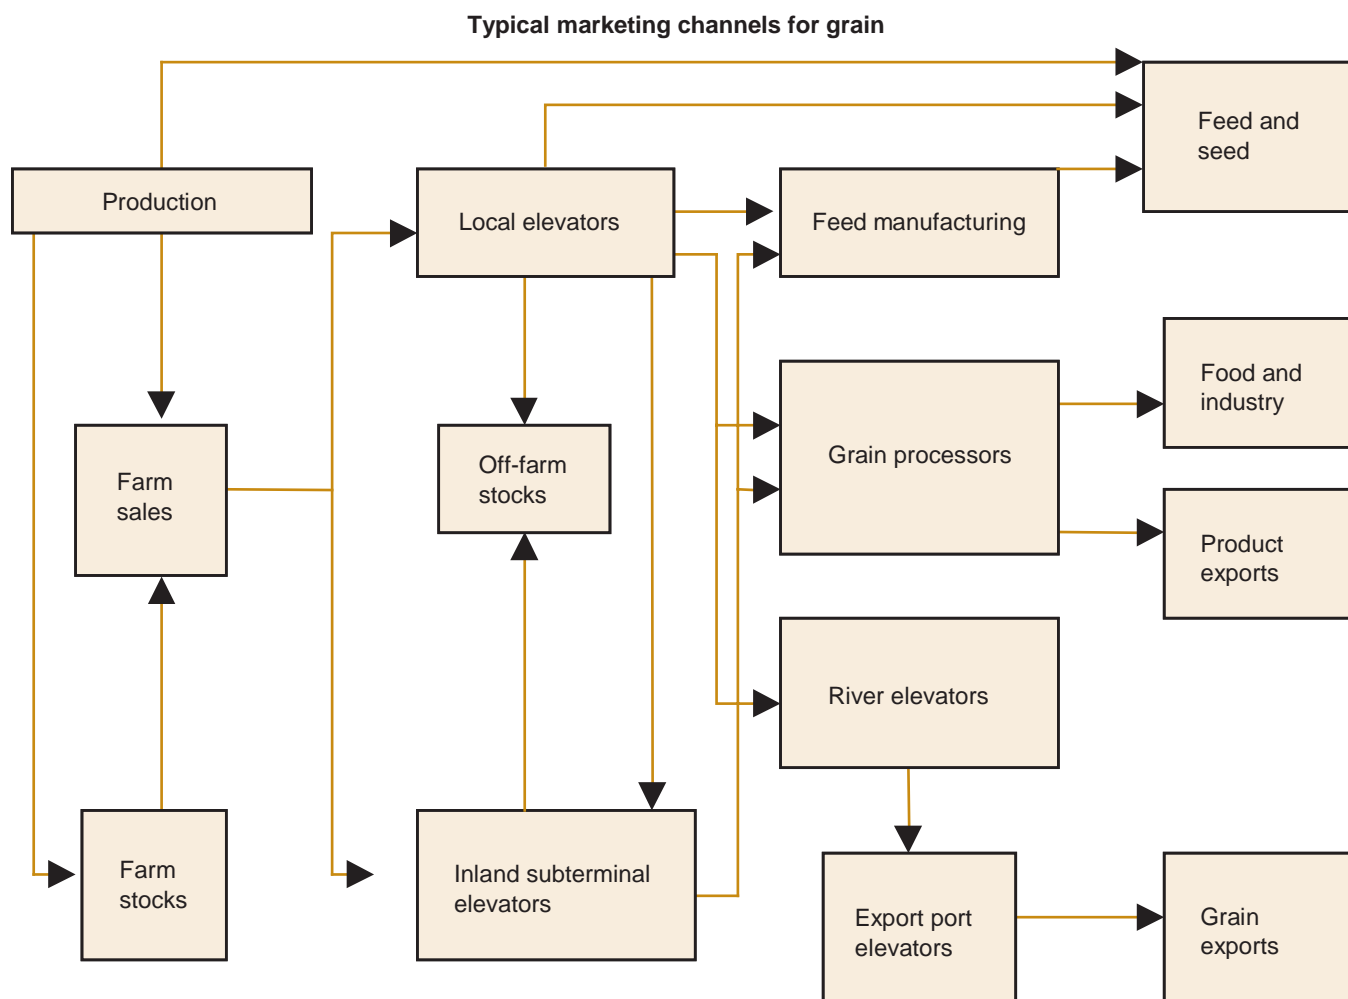 Typical marketing channels for grain
Feed and
seed
Production
Local elevators
Feed manufacturing
Food and
industry
Farm
sales
Off-farm
stocks
Grain processors
Product
exports
River elevators
Farm
stocks
Inland subterminal
elevators
Export port
elevators
Grain
exports